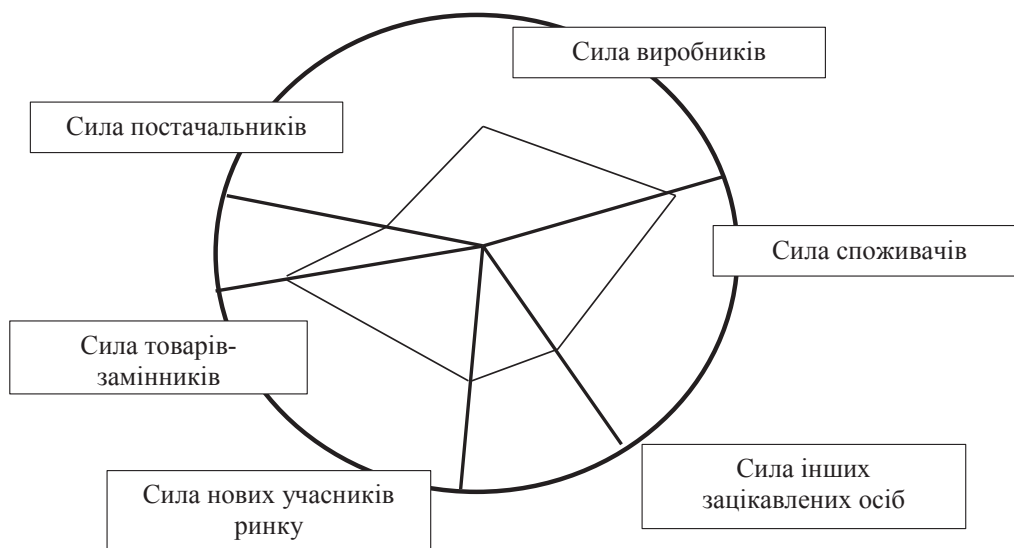 Сила виробників
Сила постачальників
Сила споживачів
Сила товарів-
замінників
Сила інших
зацікавлених осіб
Сила нових учасників
ринку